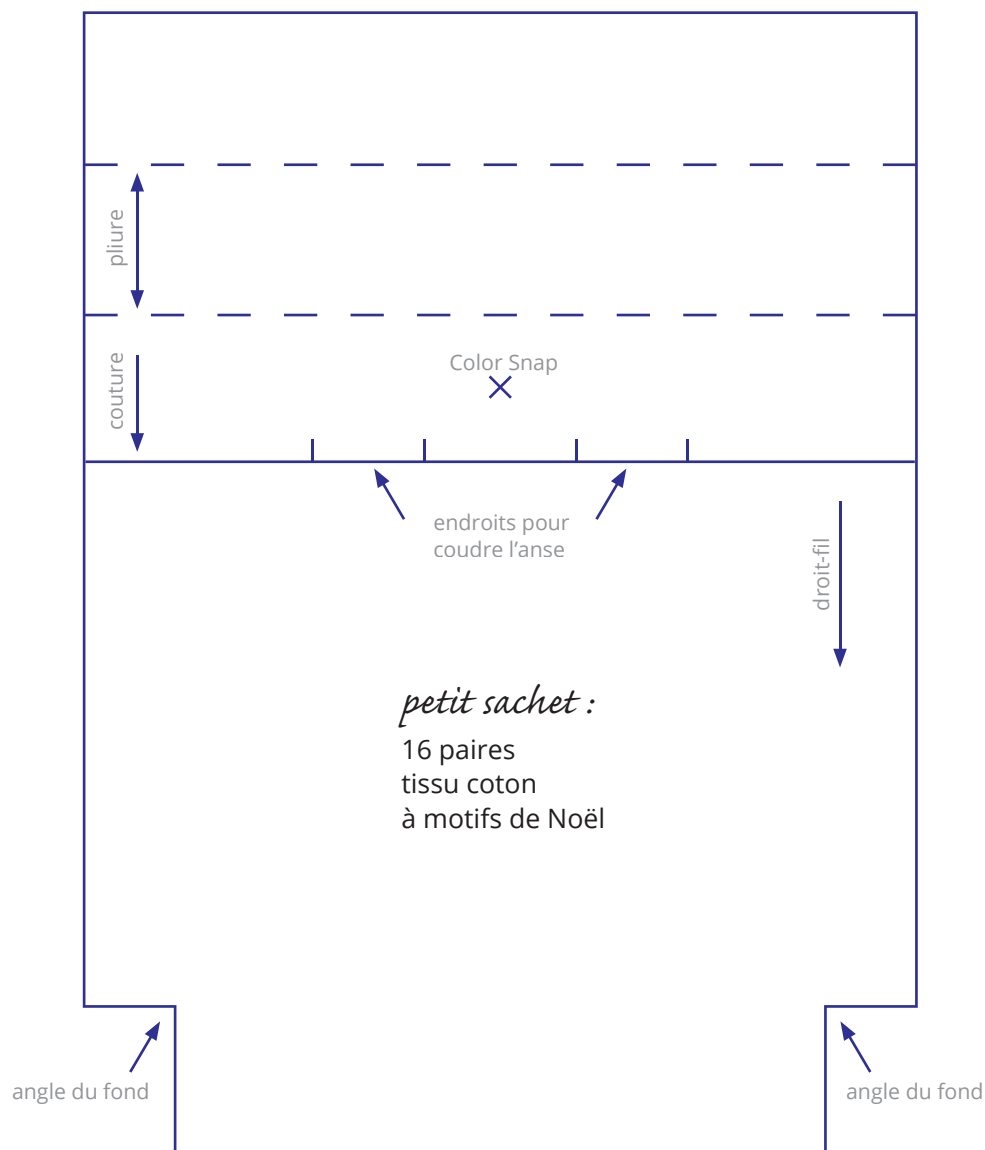 pliure
couture
Color Snap
endroits pour
coudre l’anse
droit-fil
petit sachet :
16 paires
tissu coton
à motifs de Noël
angle du fond
angle du fond